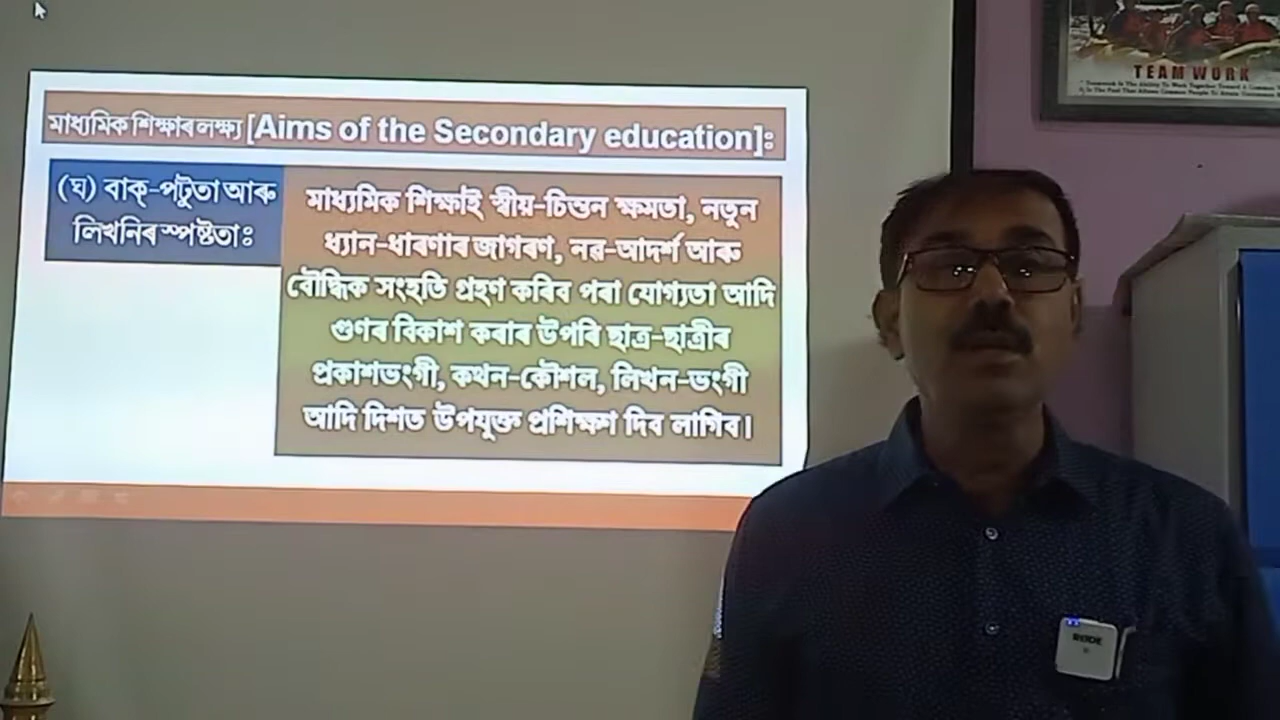 TEAM WORK
মাধ্যমিক শিক্ষাৰ লক্ষ্য [Aims of the Secondary education]ঃ
(ঘ) বাক্-পটুতা আৰু
লিখনিৰ স্পষ্টতাঃ
মাধ্যমিক শিক্ষাই স্বীয়-চিন্তন ক্ষমতা, নতুন
ধ্যান-ধাৰণাৰ জাগৰণ, নৱ-আদৰ্শ আৰু
বৌদ্ধিক সংহতি গ্ৰহণ কৰিব পৰা যোগ্যতা আদি
গুণৰ বিকাশ কৰাৰ উপৰি ছাত্ৰ-ছাত্ৰীৰ
প্ৰকাশভংগী, কথন-কৌশল, লিখন-ভংগী
আদি দিশত উপযুক্ত প্ৰশিক্ষণ দিব লাগিব।
RODE